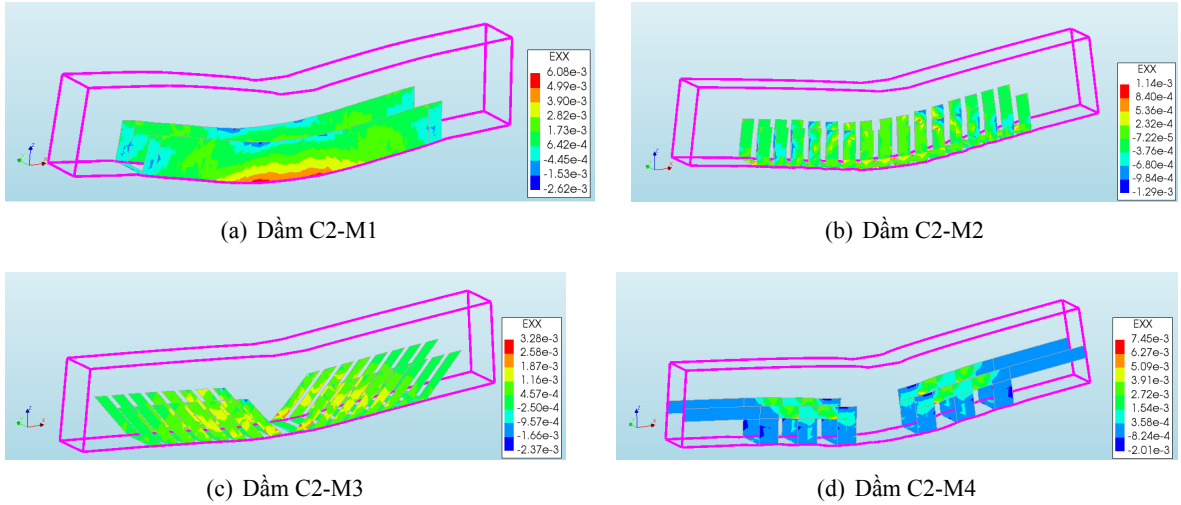 EXX
6.08e-3
4.99e-3
3.90e-3
2.82e-3
1.73e-3
6.42e-4
-4.45e-4
-1.53e-3
-2.62e-3
(a) Dầm C2-M1
EXX
1.14e-3
8.40e-4
5.36e-4
2.32e-4
-7.22e-5
-3.76e-4
-6.80e-4
-9.84e-4
-1.29e-3
(b) Dầm C2-M2
EXX
3.28e-3
2.58e-3
1.87e-3
1.16e-3
4.57e-4
-2.50e-4
-9.57e-4
-1.66e-3
-2.37e-3
(c) Dầm C2-M3
EXX
7.45e-3
6.27e-3
5.09e-3
3.91e-3
2.72e-3
1.54e-3
3.58e-4
-8.24e-4
-2.01e-3
(d) Dầm C2-M4